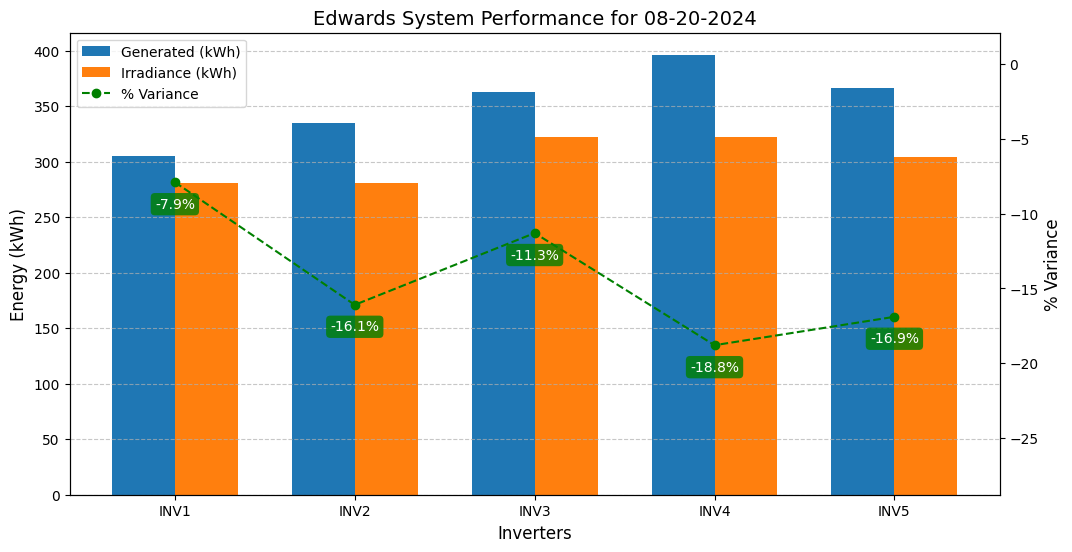 Edwards System Performance for 08-20-2024
Generated (kWh)
Irradiance (kWh)
% Variance
400
350
300
250
200
150
100
50
0
Energy (kWh)
0
−5
−10
−15
−20
−25
% Variance
-7.9%
-16.1%
-11.3%
-18.8%
-16.9%
INV1
INV2
INV3
INV4
INV5
Inverters